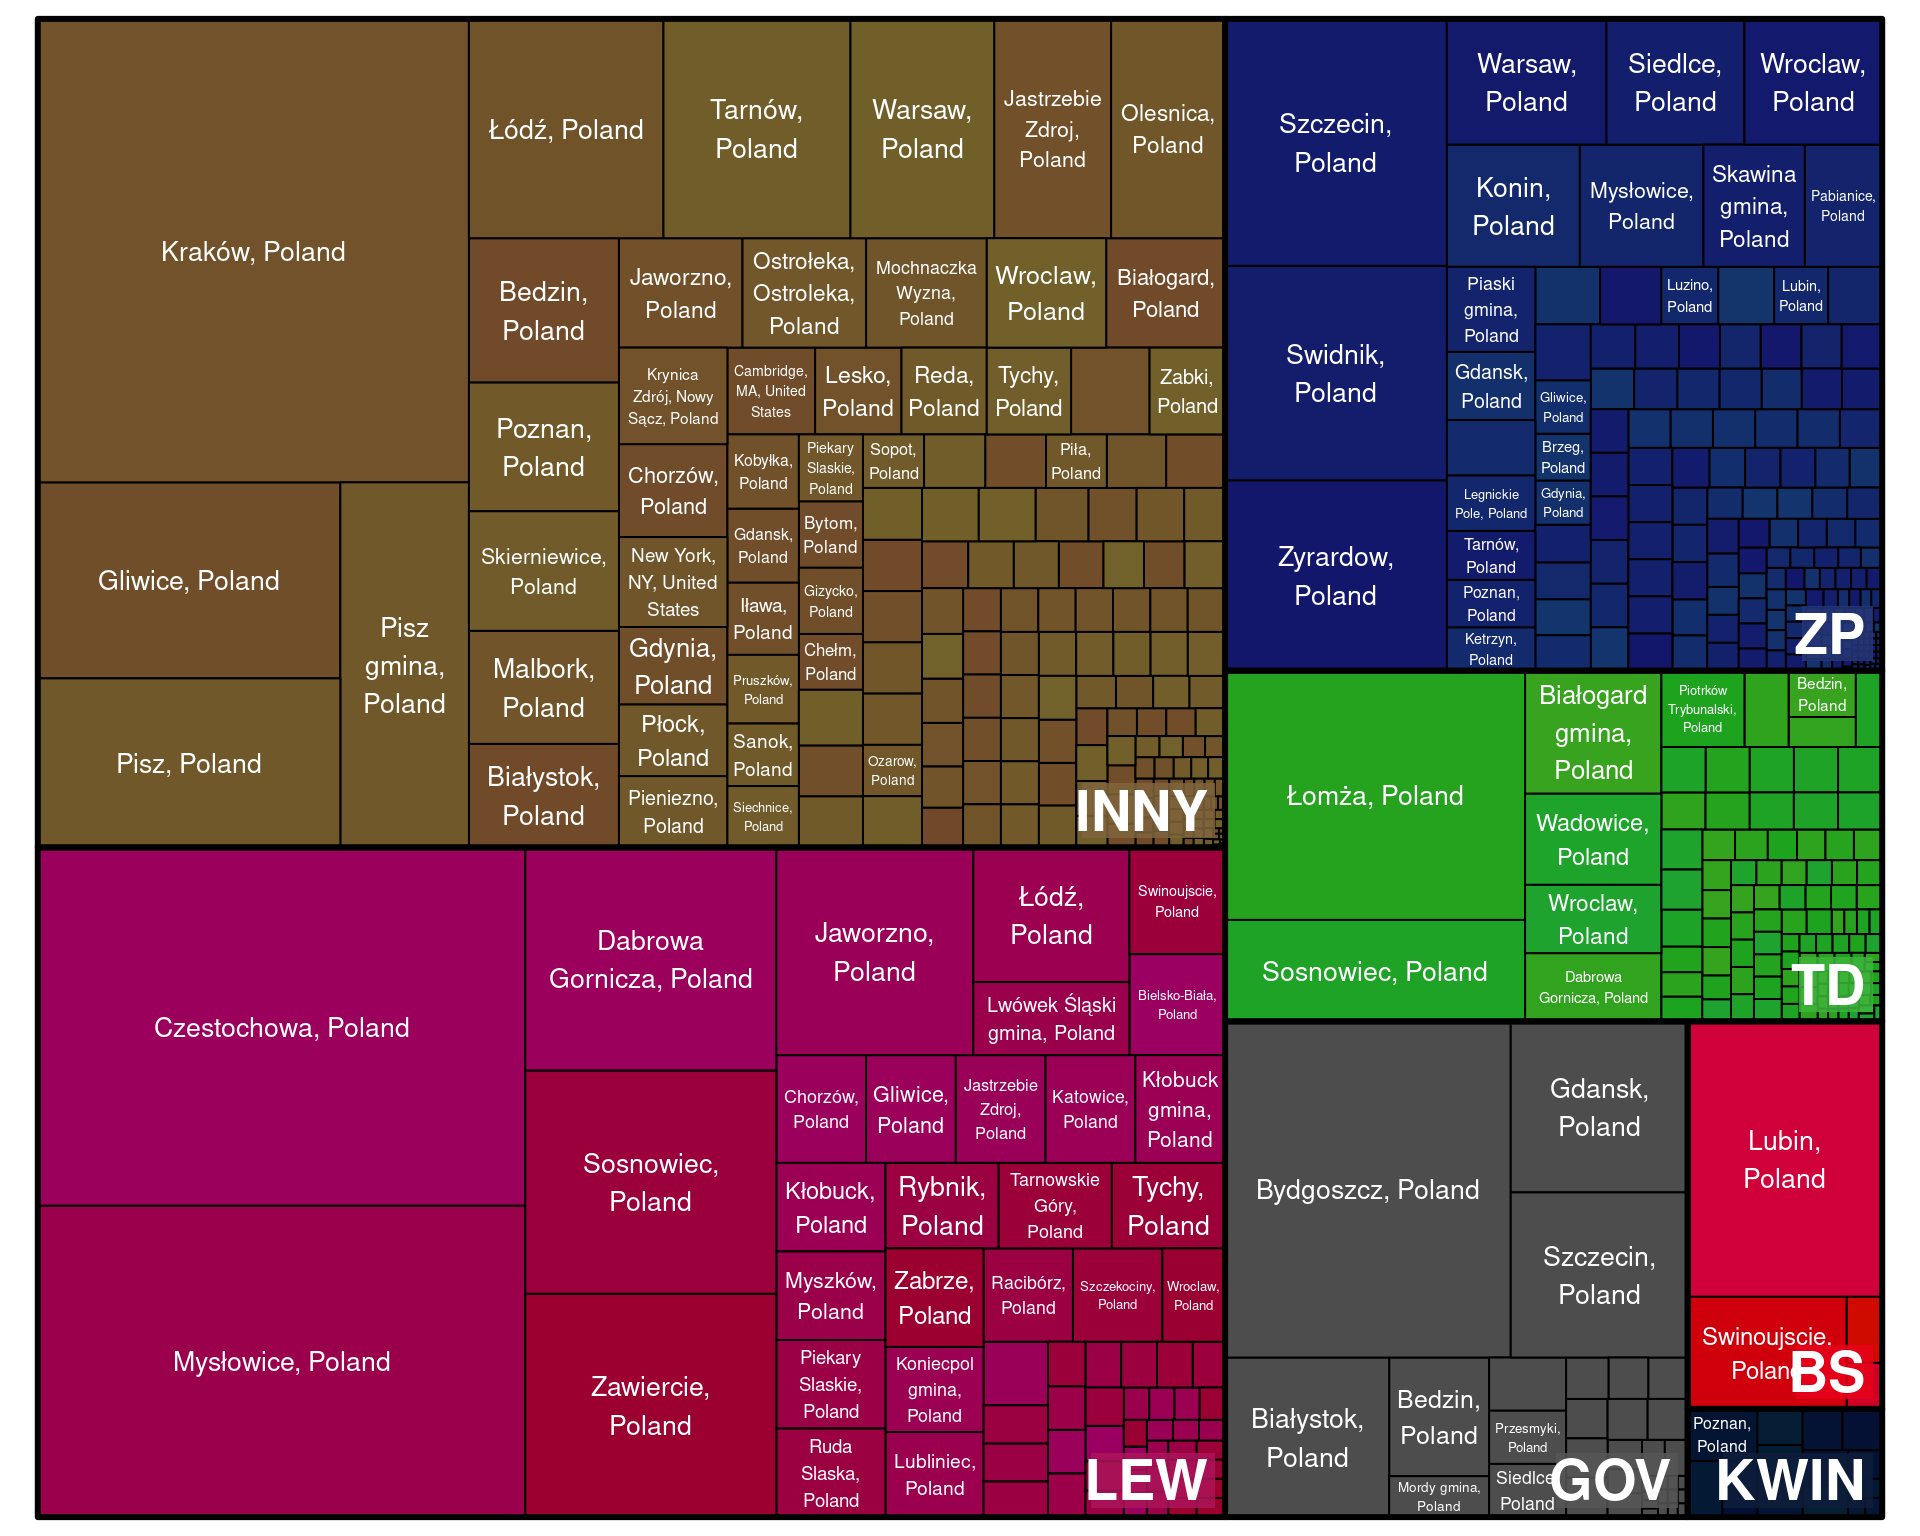 Kraków, Poland
Łódź, Poland
Tarnów,
Poland
Warsaw,
Poland
Jastrzebie
Zdroj,
Poland
Olesnica,
Poland
Gliwice, Poland
Pisz, Poland
Pisz
gmina,
Poland
Bedzin,
Poland
Poznan,
Poland
Skierniewice,
Poland
Malbork,
Poland
Białystok,
Poland
Jaworzno,
Poland
Ostrołeka,
Ostroleka,
Poland
Mochnaczka
Wyzna,
Poland
Wroclaw,
Poland
Białogard,
Poland
Krynica
Zdrój, Nowy
Sącz, Poland
Chorzów,
Poland
New York,
NY, United
States
Gdynia,
Poland
Płock,
Poland
Pieniezno,
Poland
Cambridge,
MA, United
States
Lesko,
Poland
Reda,
Poland
Tychy,
Poland
Zabki,
Poland
Kobyłka,
Poland
Gdansk,
Poland
Iława,
Poland
Pruszków,
Poland
Sanok,
Poland
Siechnice,
Poland
Piekary
Slaskie,
Poland
Bytom,
Poland
Gizycko,
Poland
Chełm,
Poland
Sopot,
Poland
Piła,
Poland
Ozarow,
Poland
INNY
Szczecin,
Poland
Swidnik,
Poland
Zyrardow,
Poland
Warsaw,
Poland
Siedlce,
Poland
Wroclaw,
Poland
Konin,
Poland
Mysłowice,
Poland
Skawina
gmina,
Poland
Pabianice,
Poland
Piaski
gmina,
Poland
Gdansk,
Poland
Legnickie
Pole, Poland
Tarnów,
Poland
Poznan,
Poland
Ketrzyn,
Poland
Luzino,
Poland
Lubin,
Poland
Gliwice,
Poland
Brzeg,
Poland
Gdynia,
Poland
ZP
Łomża, Poland
Sosnowiec, Poland
Białogard
gmina,
Poland
Wadowice,
Poland
Wroclaw,
Poland
Dabrowa
Gornicza, Poland
Piotrków
Trybunalski,
Poland
Bedzin,
Poland
TD
Czestochowa, Poland
Mysłowice, Poland
Dabrowa
Gornicza, Poland
Sosnowiec,
Poland
Zawiercie,
Poland
Jaworzno,
Poland
Łódź,
Poland
Lwówek Śląski
gmina, Poland
Swinoujscie,
Poland
Bielsko-Biała,
Poland
Chorzów,
Poland
Gliwice,
Poland
Jastrzebie
Zdroj,
Poland
Katowice,
Poland
Kłobuck
gmina,
Poland
Kłobuck,
Poland
Myszków,
Poland
Piekary
Slaskie,
Poland
Ruda
Slaska,
Poland
Rybnik,
Poland
Tarnowskie
Góry,
Poland
Tychy,
Poland
Zabrze,
Poland
Racibórz,
Poland
Szczekociny,
Poland
Wroclaw,
Poland
Koniecpol
gmina,
Poland
Lubliniec,
Poland
LEW
Bydgoszcz, Poland
Gdansk,
Poland
Szczecin,
Poland
Białystok,
Poland
Bedzin,
Poland
Mordy gmina,
Poland
Przesmyki,
Poland
Siedlce
Poland
GOV
Lubin,
Poland
Swinoujscie.
Poland
BS
Poznan,
Poland
KWIN